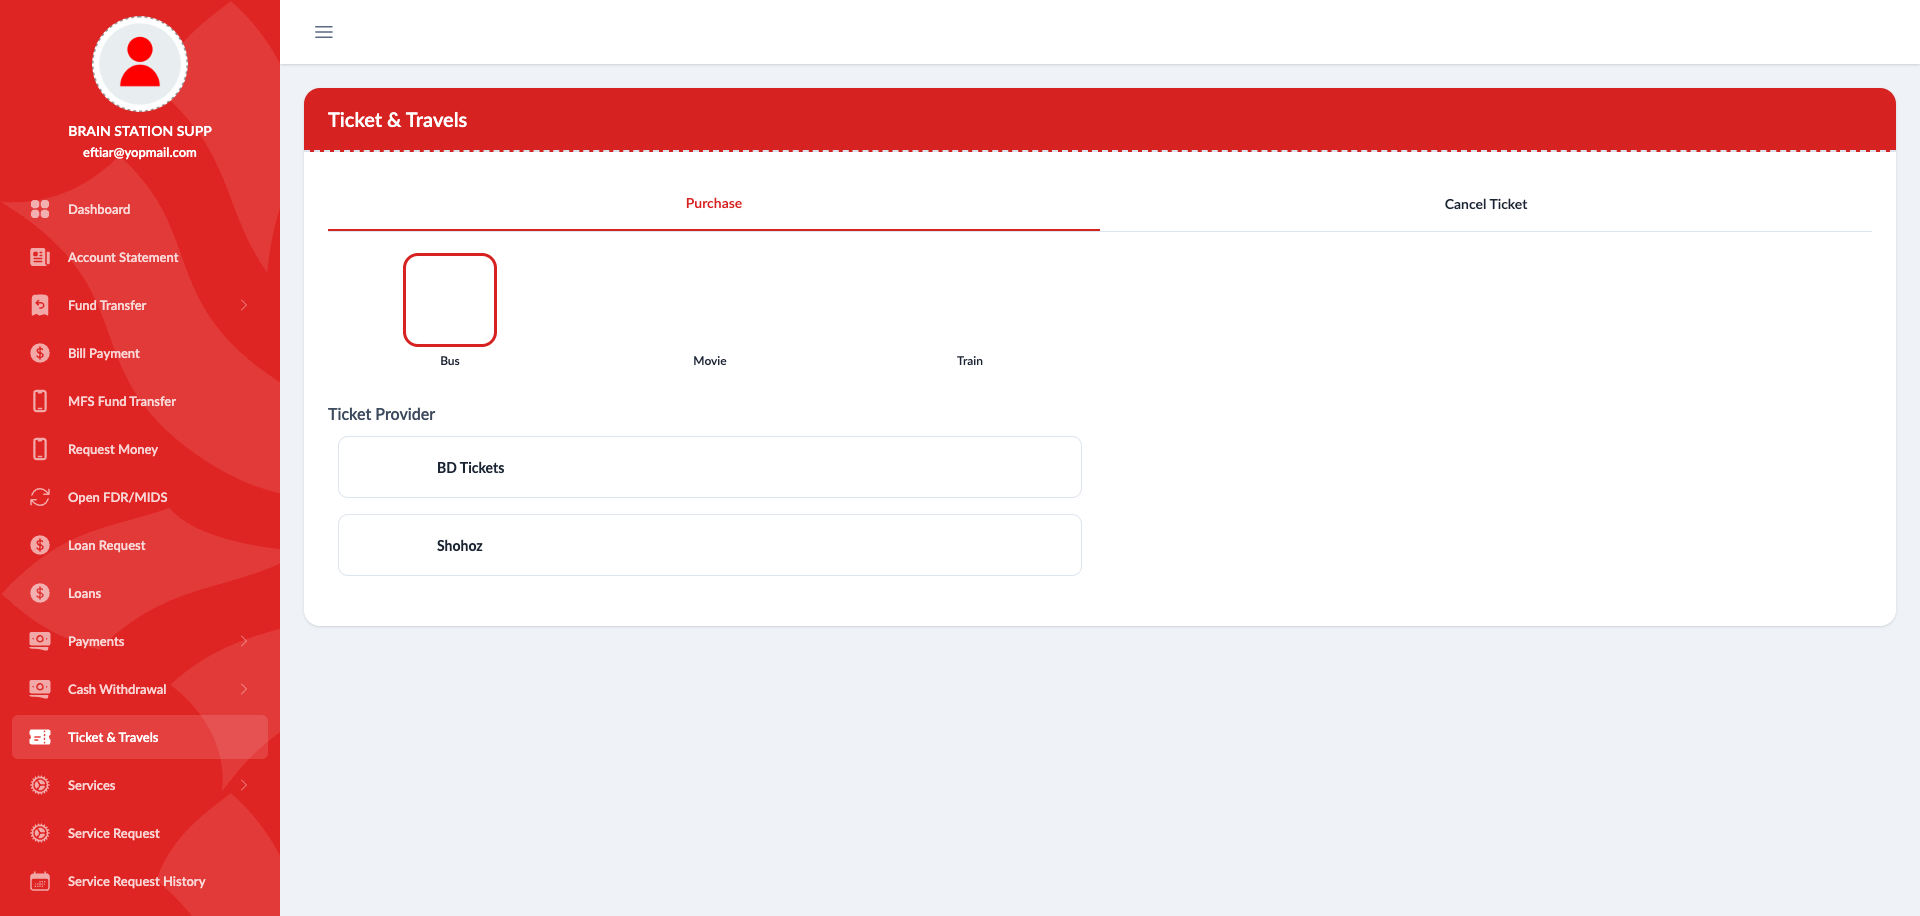 BRAIN STATION SUPP
eftiar@yopmail.com
Dashboard
Account Statement
Fund Transfer
Bill Payment
MFS Fund Transfer
Request Money
Open FDR/MIDS
Loan Request
Loans
Payments
Cash Withdrawal
Ticket & Travels
Services
Service Request
Service Request History
Ticket & Travels
Purchase
Cancel Ticket
Bus
Movie
Train
Ticket Provider
BD Tickets
Shohoz